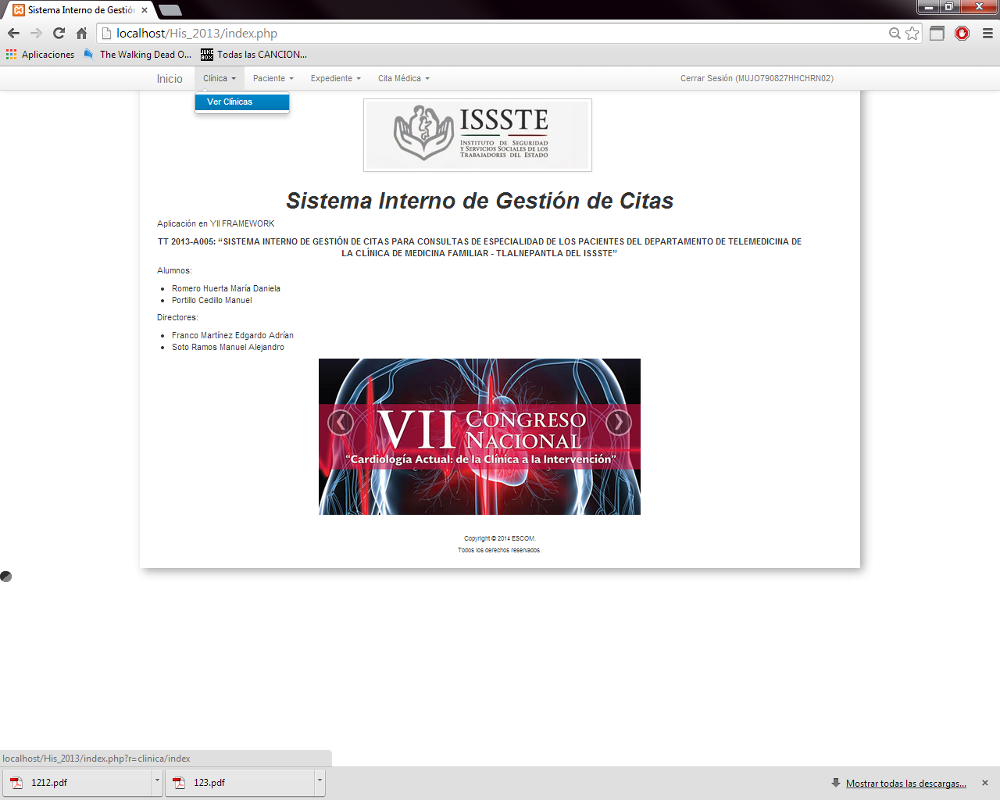 Sistema Interno de Gestió
localhost/His_2013/index.php
Aplicaciones The Walking Dead O... JUKE BOX Todas las CANCION...
Inicio Clínica Paciente Expediente Cita Médica Cerrar Sesión (MUJO790827HHCHRN02)
Ver Clínicas
ISSSTE
INSTITUTO DE SEGURIDAD
Y SERVICIOS SOCIALES DE LOS
TRABAJADORES DEL ESTADO
Sistema Interno de Gestión de Citas
Aplicación en YII FRAMEWORK
TT 2013-A005: “SISTEMA INTERNO DE GESTIÓN DE CITAS PARA CONSULTAS DE ESPECIALIDAD DE LOS PACIENTES DEL DEPARTAMENTO DE TELEMEDICINA DE
LA CLÍNICA DE MEDICINA FAMILIAR - TLALNEPANTLA DEL ISSSTE”
Alumnos:
Romero Huerta María Daniela
Portillo Cedillo Manuel
Directores:
Franco Martínez Edgardo Adrían
Soto Ramos Manuel Alejandro
VII CONGRESO
NACIONAL
“Cardiología Actual: de la Clínica a la Intervención”
Copyright © 2014 ESCOM.
Todos los derechos reservados.
localhost/His_2013/index.php?r=clinica/index
1212.pdf 123.pdf Mostrar todas las descargas...